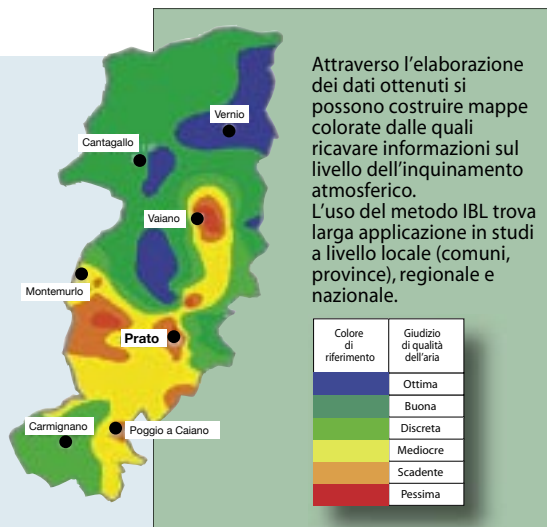 Attraverso l'elaborazione
dei dati ottenuti si
possono costruire mappe
colorate dalle quali
ricavare informazioni sul
livello dell'inquinamento
atmosferico.
L'uso del metodo IBL trova
larga applicazione in studi
a livello locale (comuni,
province), regionale e
nazionale.
Vernio
Cantagallo
Vaiano
Montemurlo
Prato
Carmignano
Poggio a Caiano
Colore
di
riferimento
Giudizio
di qualità
dell'aria
Ottima
Buona
Discreta
Mediocre
Scadente
Pessima